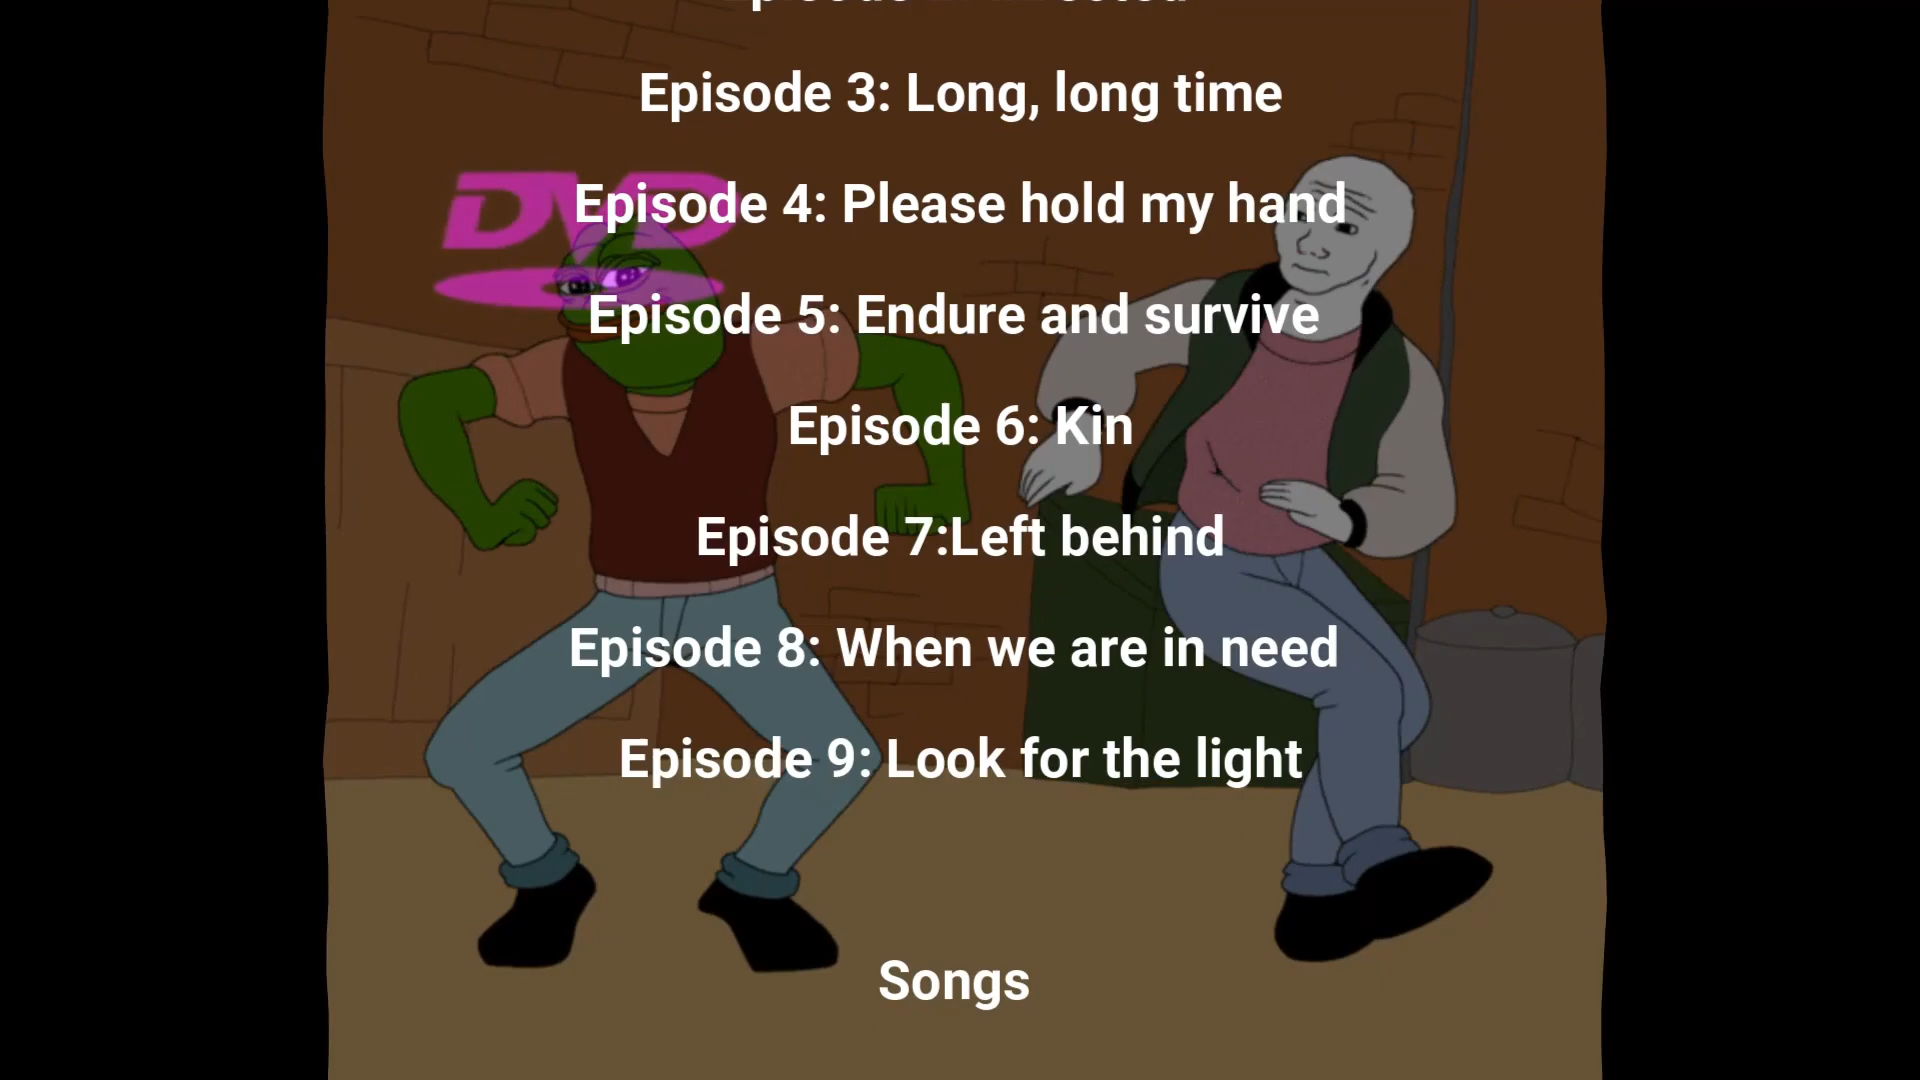 Episode 3: Long, long time
DVD
Episode 4: Please hold my hand
Episode 5: Endure and survive
Episode 6: Kin
Episode 7:Left behind
Episode 8: When we are in need
Episode 9: Look for the light
Songs